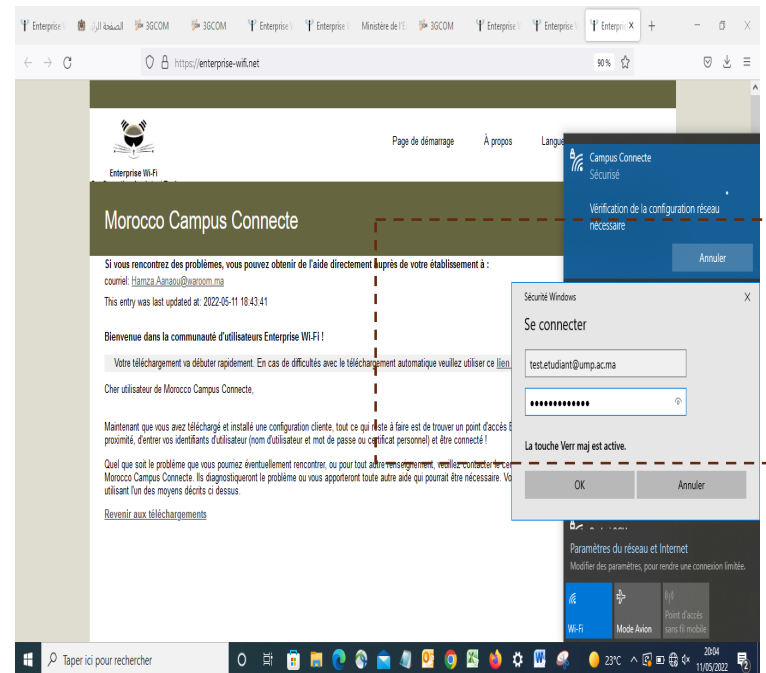 Enterprise
الصفحة
3GCOM
3GCOM
Enterprise
Enterprise
Ministère de l'E
3GCOM
Enterprise
Enterprise
Enterpris X +
https://enterprise-wifi.net
90 %
Page de démarrage À propos Langue
Enterprise Wi-Fi
Morocco Campus Connecte
Si vous rencontrez des problèmes, vous pouvez obtenir de l'aide directement auprès de votre établissement à :
courriel: Hamza.Aanaou@waroom.ma
This entry was last updated at: 2022-05-11 18:43:41
Bienvenue dans la communauté d'utilisateurs Enterprise Wi-Fi !
Votre téléchargement va débuter rapidement. En cas de difficultés avec le téléchargement automatique veuillez utiliser ce lien
Cher utilisateur de Morocco Campus Connecte,
Maintenant que vous avez téléchargé et installé une configuration cliente, tout ce qui reste à faire est de trouver un point d'accès E
proximité, d'entrer vos identifiants d'utilisateur (nom d'utilisateur et mot de passe ou certificat personnel) et être connecté !
Quel que soit le problème que vous pourriez éventuellement rencontrer, ou pour tout autre renseignement, veuillez contacter le cen
Morocco Campus Connecte. Ils diagnostiqueront le problème ou vous apporteront toute autre aide qui pourrait être nécessaire. Vo
utilisant l'un des moyens décrits ci dessus.
Revenir aux téléchargements
Campus Connecte
Sécurisé
Vérification de la configuration réseau
nécessaire
Annuler
Sécurité Windows X
Se connecter
test.etudiant@ump.ac.ma
•••••••••••••
La touche Verr maj est active.
OK Annuler
Paramètres du réseau et Internet
Modifier des paramètres, pour rendre une connexion limitée.
Wi-Fi
Mode Avion
Point d'accès
sans fil mobile
Taper ici pour rechercher
23°C
20:04
11/05/2022